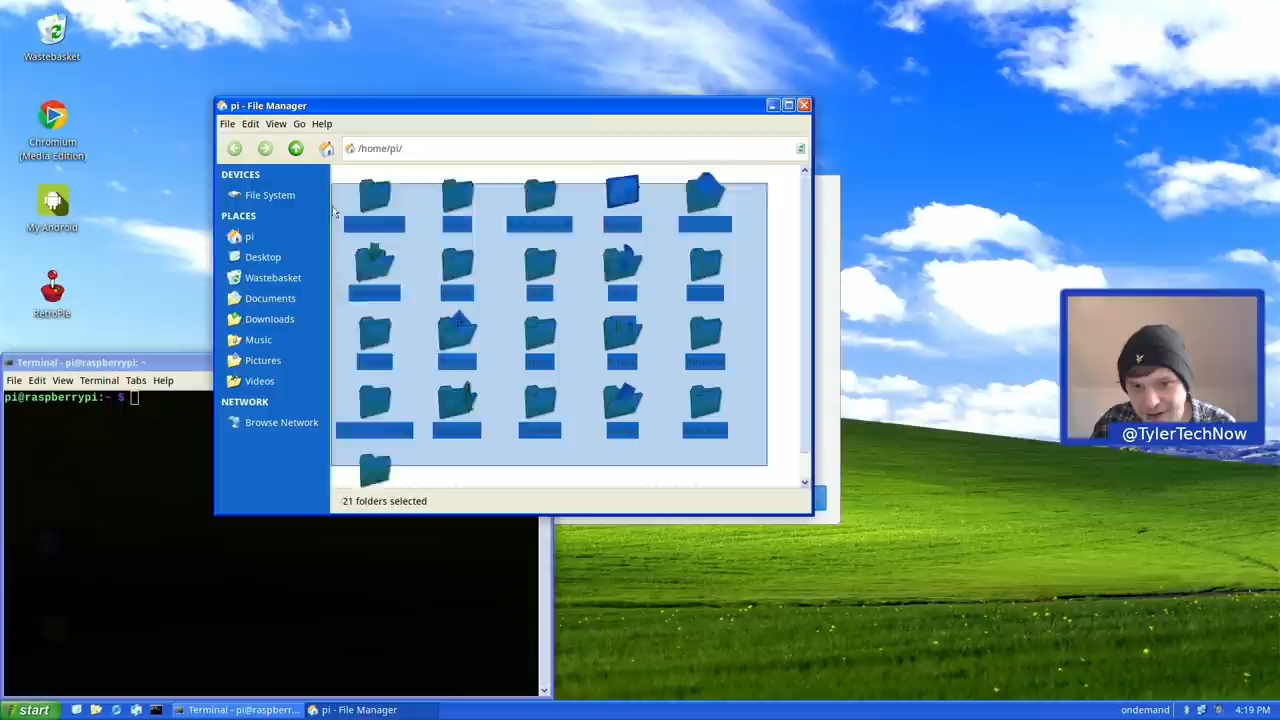 Wastebasket
Chromium
(Media Edition)
My Android
RetroPie
pi - File Manager
File Edit View Go Help
/home/pi/
DEVICES
File System
PLACES
pi
Desktop
Wastebasket
Documents
Downloads
Music
Pictures
Videos
NETWORK
Browse Network
21 folders selected
Terminal - pi@raspberrypi: ~
File Edit View Terminal Tabs Help
pi@raspberrypi:~ $
@TylerTechNow
start
Terminal - pi@raspberr...
pi - File Manager
ondemand
4:19 PM